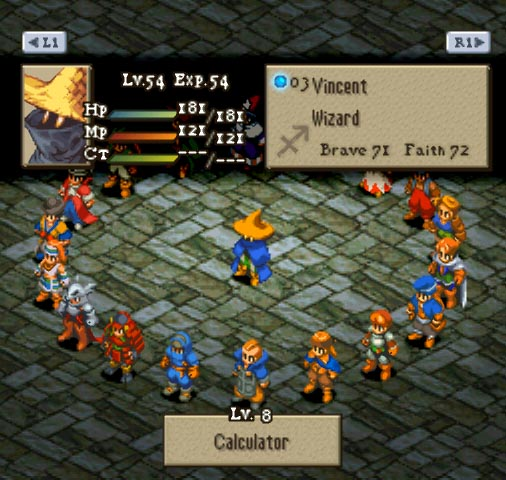 L1
R1
Lv.54 Exp.54
Hp 181/181
Mp 121/121
CT ---/---
03 Vincent
Wizard
Brave 71 Faith 72
Lv. 8
Calculator